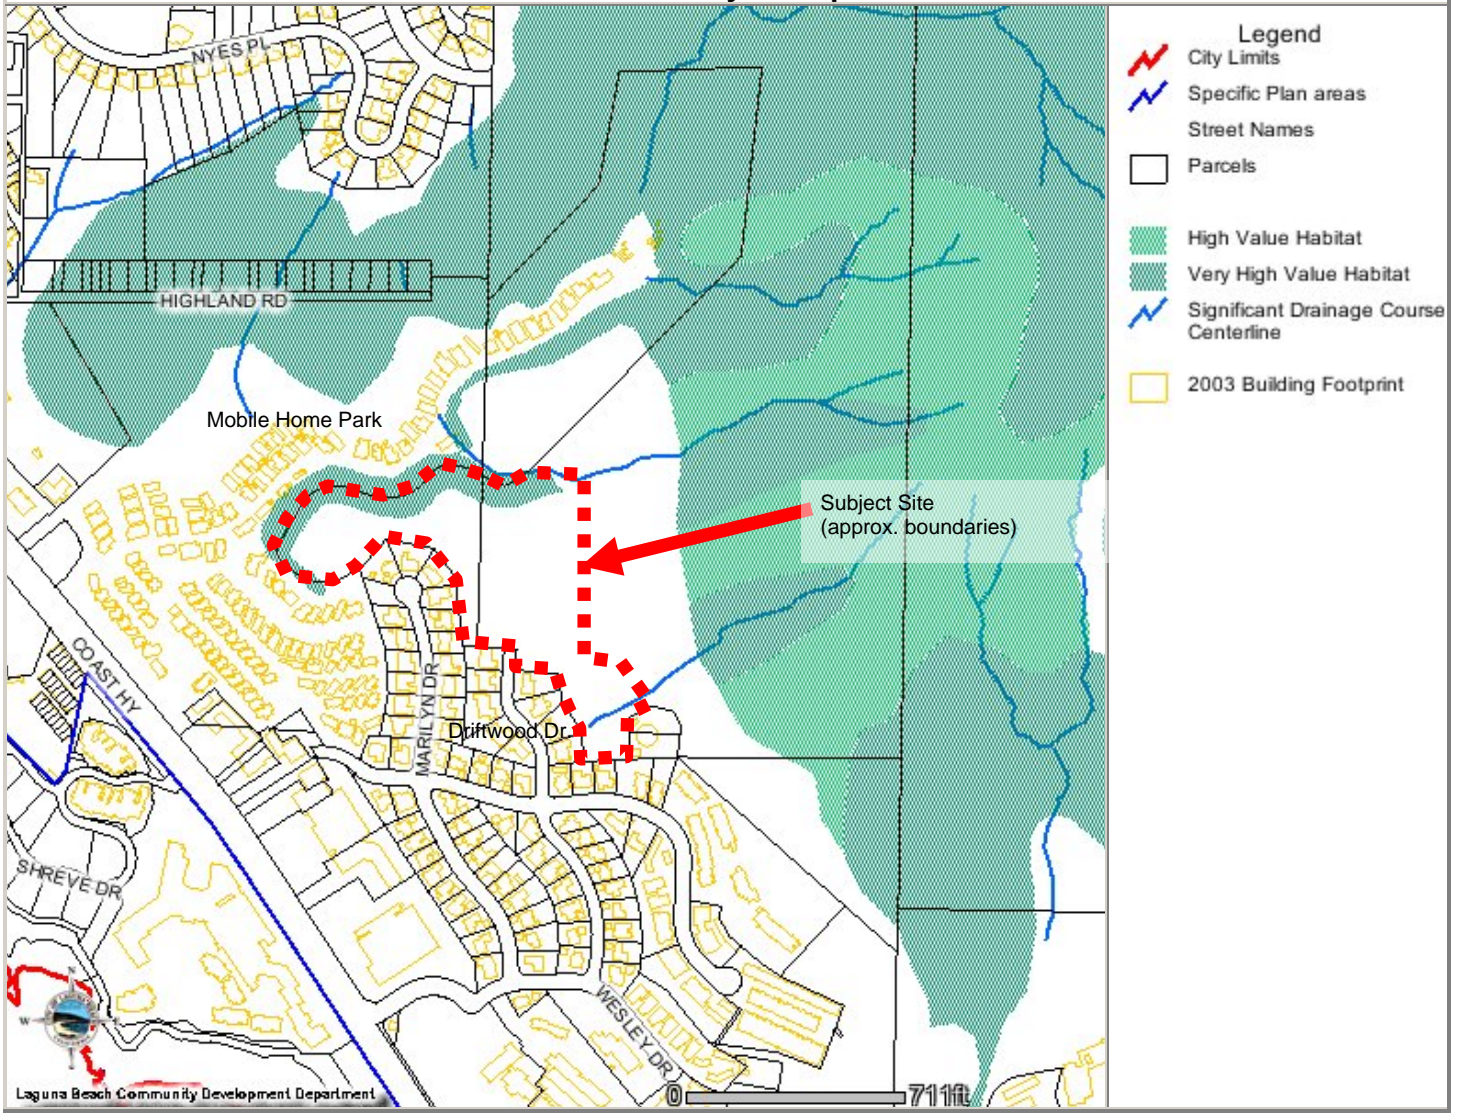 NYES PL
HIGHLAND RD
Mobile Home Park
Subject Site
(approx. boundaries)
COAST HY
MARILYN DR
Driftwood Dr.
SHREVE DR
WESLEY DR
N
W
Laguna Beach Community Development Department
0 711ft
Legend
City Limits
Specific Plan areas
Street Names
Parcels
High Value Habitat
Very High Value Habitat
Significant Drainage Course
Centerline
2003 Building Footprint